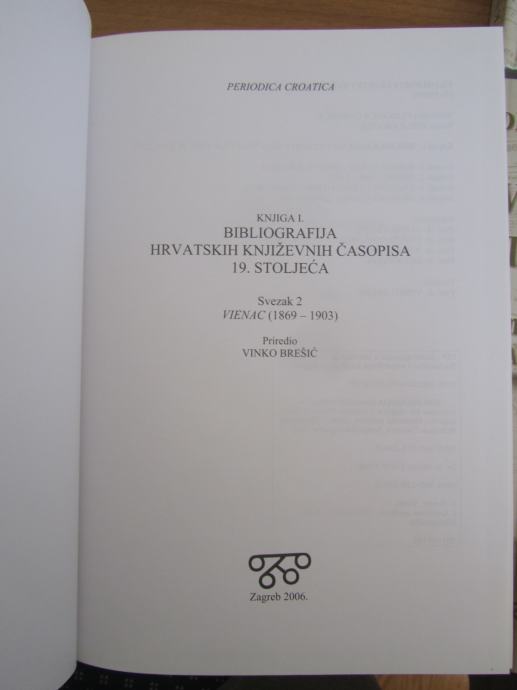 PERIODICA CROATICA
KNJIGA I.
BIBLIOGRAFIJA
HRVATSKIH KNJIŽEVNIH ČASOPISA
19. STOLJEĆA
Svezak 2
VIENAC (1869 – 1903)
Priredio
VINKO BREŠIĆ
Zagreb 2006.